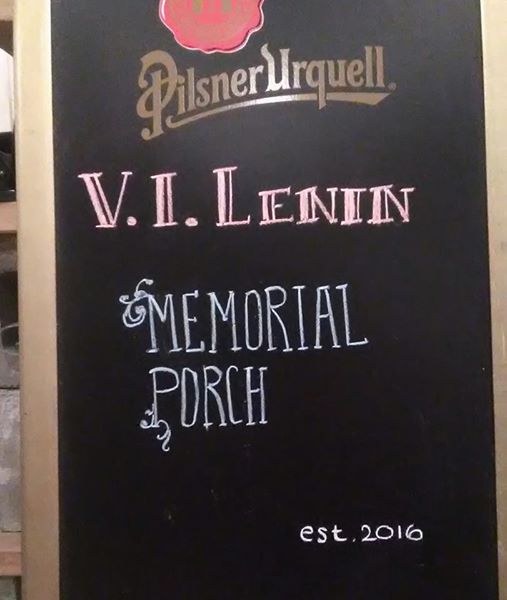 Pilsner Urquell
V. I. LENIN
MEMORIAL
PORCH
est. 2016